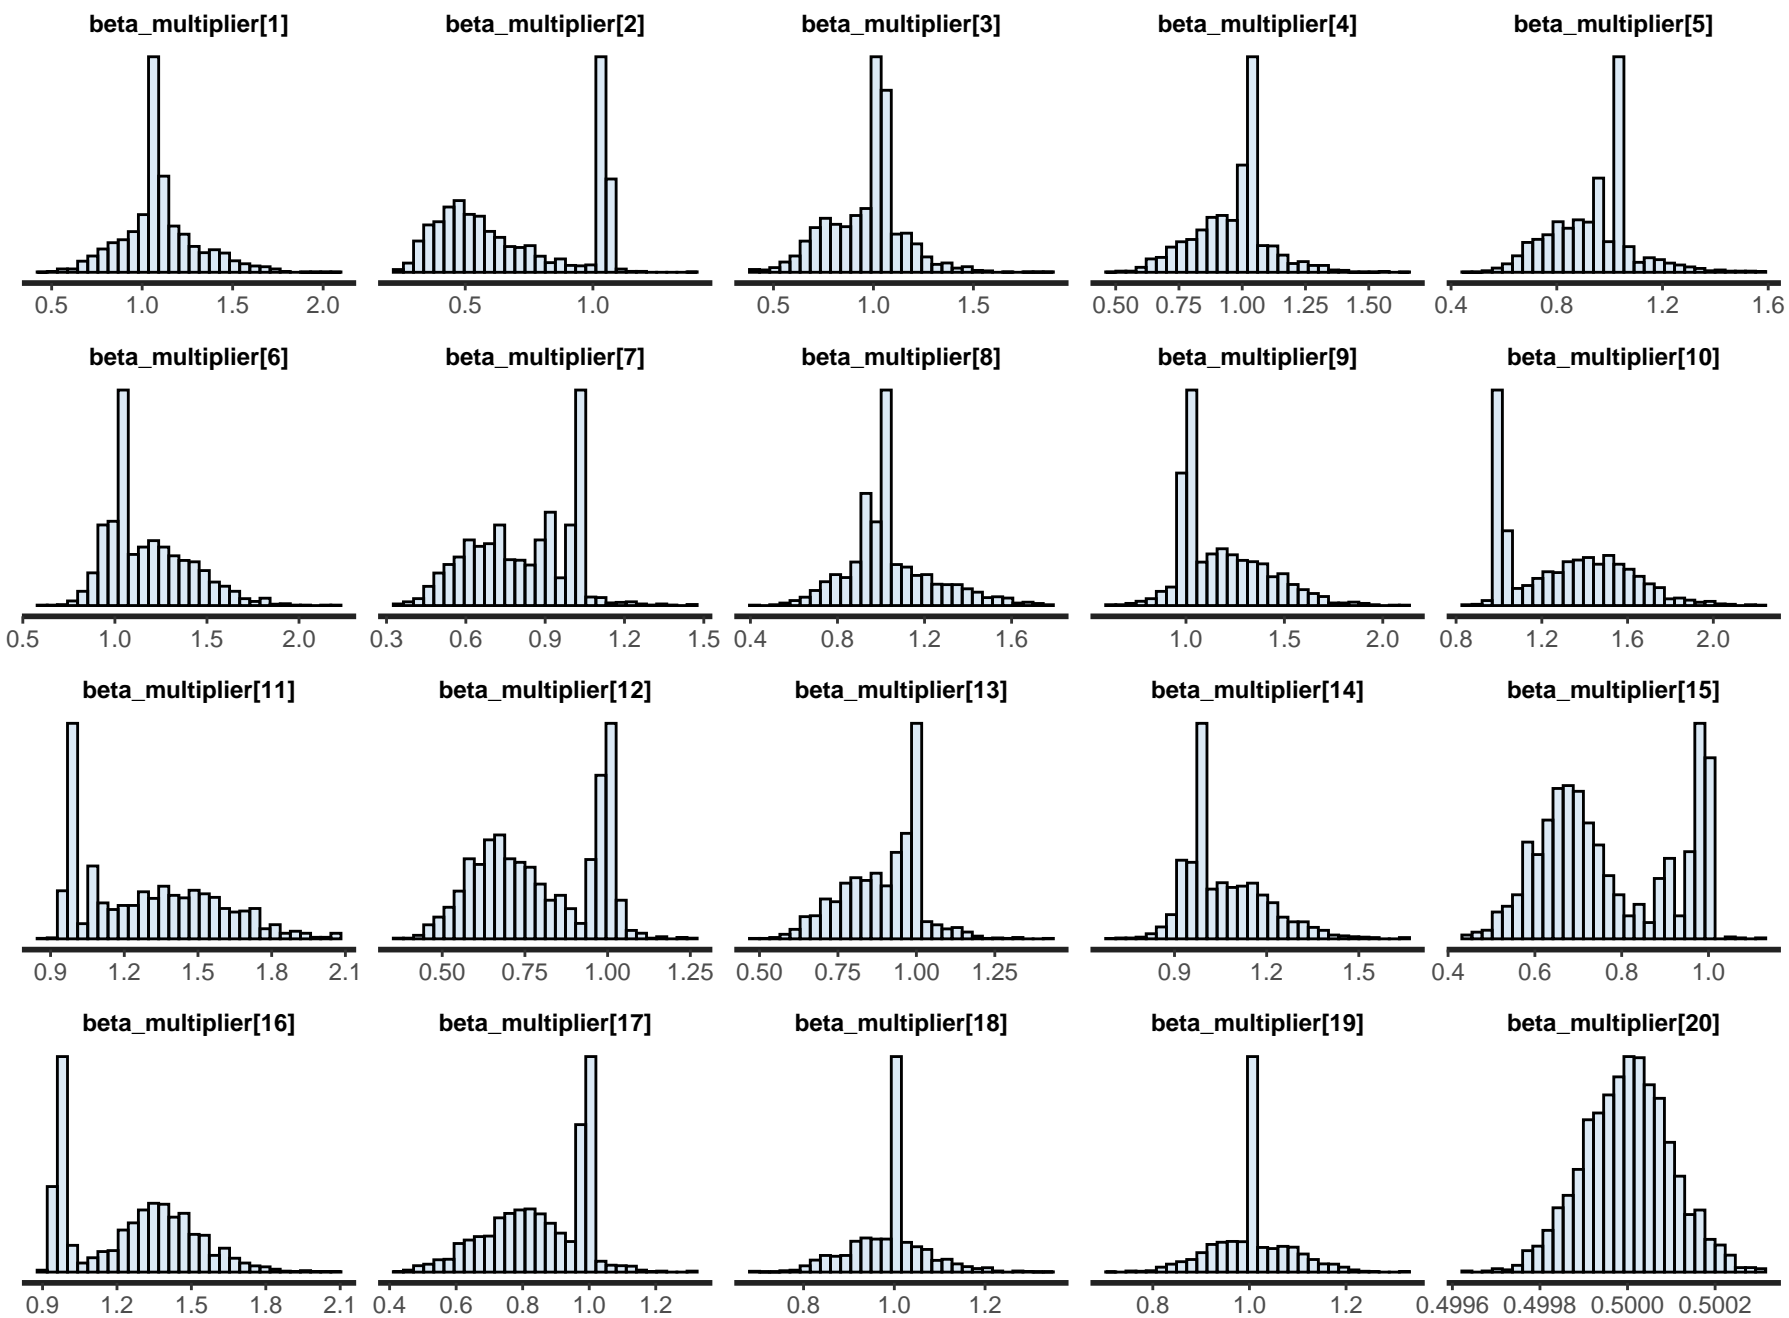 beta_multiplier[1] beta_multiplier[2] beta_multiplier[3] beta_multiplier[4] beta_multiplier[5]
0.5 1.0 1.5 2.0 0.5 1.0 0.5 1.0 1.5 0.50 0.75 1.00 1.25 1.50 0.4 0.8 1.2 1.6
beta_multiplier[6] beta_multiplier[7] beta_multiplier[8] beta_multiplier[9] beta_multiplier[10]
0.5 1.0 1.5 2.0 0.3 0.6 0.9 1.2 1.5 0.4 0.8 1.2 1.6 1.0 1.5 2.0 0.8 1.2 1.6 2.0
beta_multiplier[11] beta_multiplier[12] beta_multiplier[13] beta_multiplier[14] beta_multiplier[15]
0.9 1.2 1.5 1.8 2.1 0.50 0.75 1.00 1.25 0.50 0.75 1.00 1.25 0.9 1.2 1.5 0.4 0.6 0.8 1.0
beta_multiplier[16] beta_multiplier[17] beta_multiplier[18] beta_multiplier[19] beta_multiplier[20]
0.9 1.2 1.5 1.8 2.1 0.4 0.6 0.8 1.0 1.2 0.8 1.0 1.2 0.8 1.0 1.2 0.4996 0.4998 0.5000 0.5002